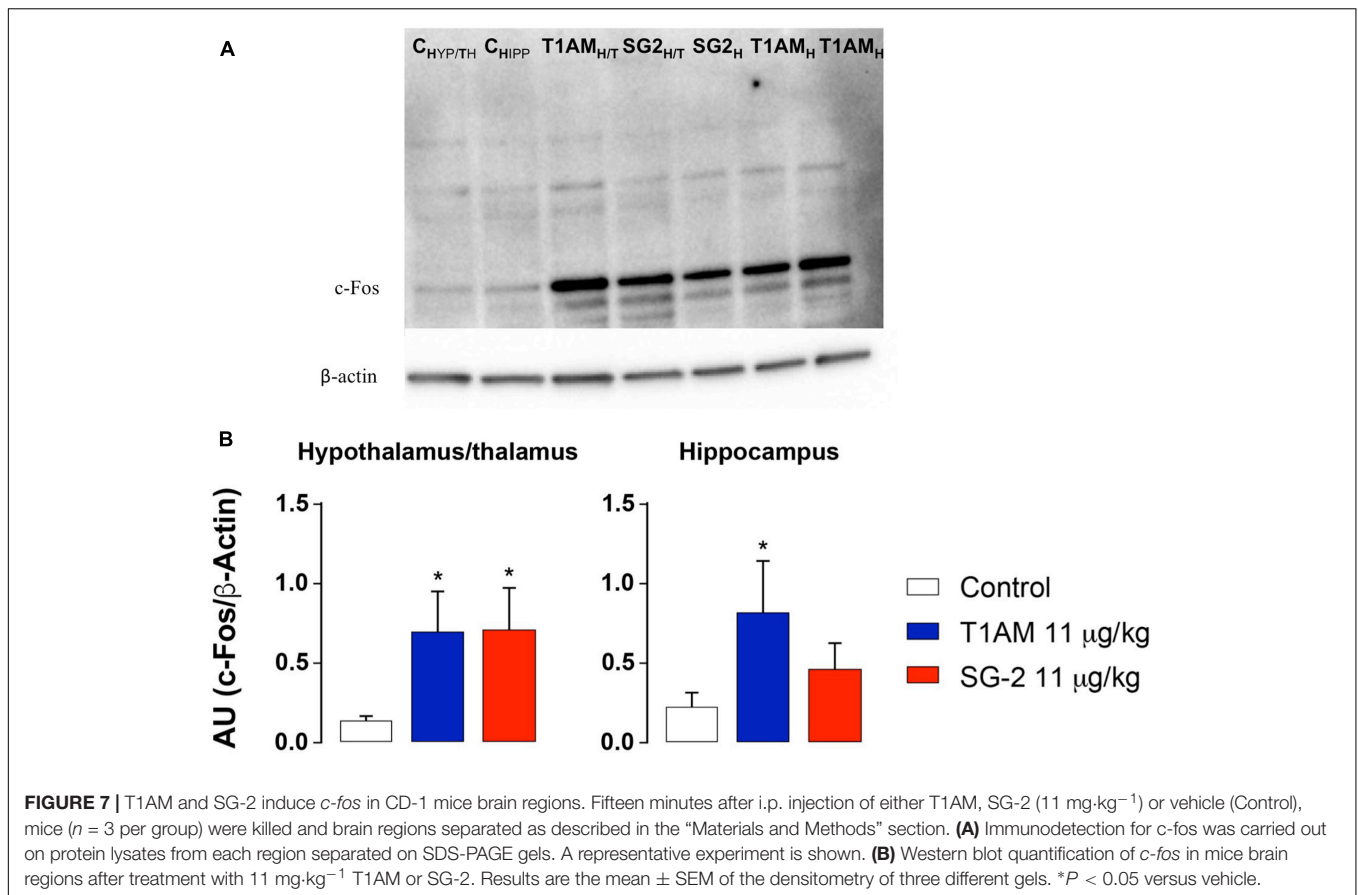 A
C_HYP/TH C_HIPP T1AM_H/T SG2_H/T SG2_H T1AM_H T1AM_H
c-Fos
β-actin
B
Hypothalamus/thalamus Hippocampus
AU (c-Fos/β-Actin)
1.5
1.0
0.5
0.0
*
*
1.5
1.0
0.5
0.0
*
Control
T1AM 11 μg/kg
SG-2 11 μg/kg
FIGURE 7 | T1AM and SG-2 induce c-fos in CD-1 mice brain regions. Fifteen minutes after i.p. injection of either T1AM, SG-2 (11 mg·kg⁻¹) or vehicle (Control),
mice (n = 3 per group) were killed and brain regions separated as described in the “Materials and Methods” section. (A) Immunodetection for c-fos was carried out
on protein lysates from each region separated on SDS-PAGE gels. A representative experiment is shown. (B) Western blot quantification of c-fos in mice brain
regions after treatment with 11 mg·kg⁻¹ T1AM or SG-2. Results are the mean ± SEM of the densitometry of three different gels. *P < 0.05 versus vehicle.